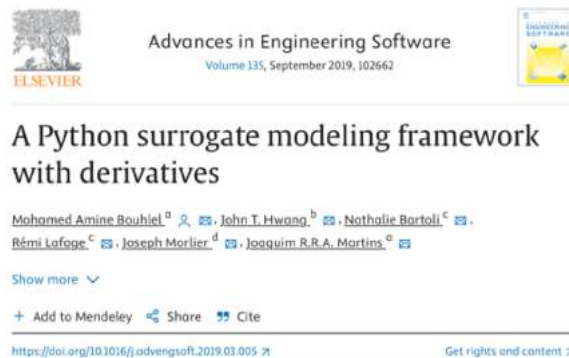 ELSEVIER
Advances in Engineering Software
Volume 135, September 2019, 102662
ENGINEERING
SOFTWARE
A Python surrogate modeling framework
with derivatives
Mohamed Amine Bouhlel a, John T. Hwang b, Nathalie Bartoli c,
Rémi Lafage c, Joseph Morlier d, Joaquim R.R.A. Martins a
Show more
+ Add to Mendeley Share Cite
https://doi.org/10.1016/j.advengsoft.2019.03.005 Get rights and content